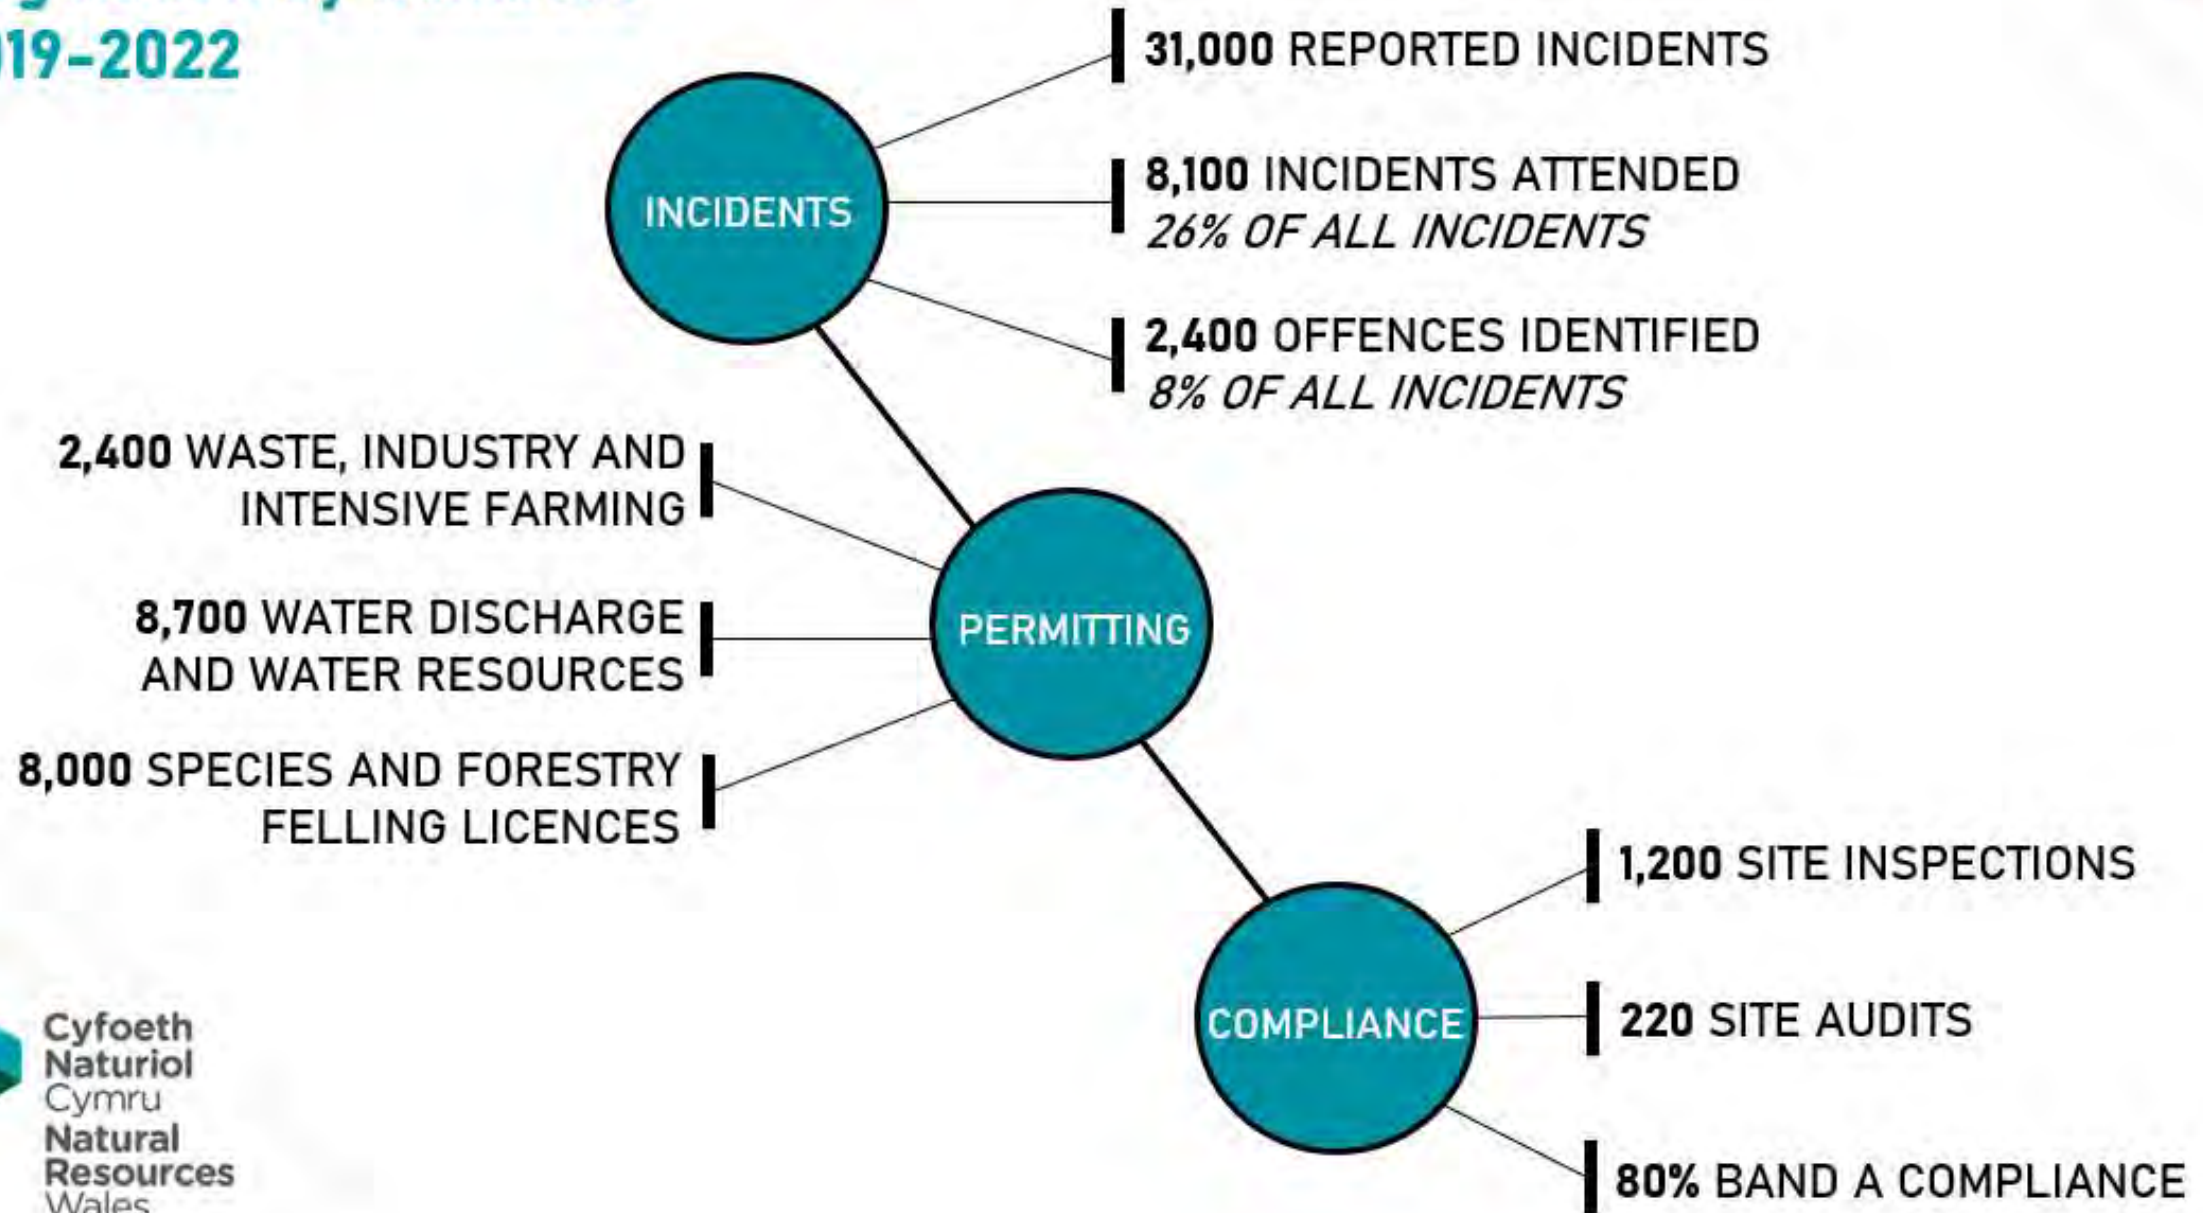 19-2022
31,000 REPORTED INCIDENTS
8,100 INCIDENTS ATTENDED
26% OF ALL INCIDENTS
2,400 OFFENCES IDENTIFIED
8% OF ALL INCIDENTS
INCIDENTS
2,400 WASTE, INDUSTRY AND
INTENSIVE FARMING
8,700 WATER DISCHARGE
AND WATER RESOURCES
8,000 SPECIES AND FORESTRY
FELLING LICENCES
PERMITTING
1,200 SITE INSPECTIONS
220 SITE AUDITS
80% BAND A COMPLIANCE
COMPLIANCE
Cyfoeth
Naturiol
Cymru
Natural
Resources
Wales